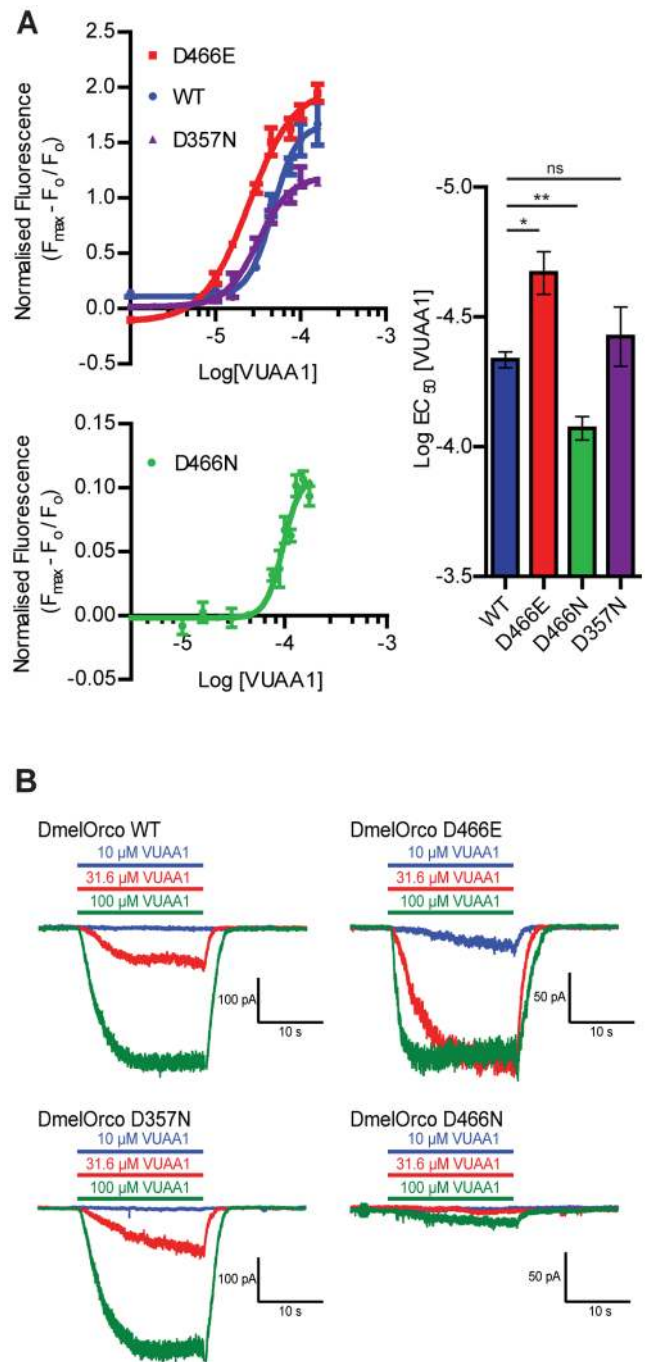 A
Normalised Fluorescence
(Fmax - Fo / Fo)
2.5
2.0
1.5
1.0
0.5
0.0
-0.5
D466E
WT
D357N
-5
-4
-3
Log[VUAA1]
Normalised Fluorescence
(Fmax - Fo / Fo)
0.15
0.10
0.05
0.00
-0.05
D466N
-5
-4
-3
Log [VUAA1]
Log EC50 [VUAA1]
-5.0
-4.5
-4.0
-3.5
ns
**
*
WT
D466E
D466N
D357N
B
DmelOrco WT
10 µM VUAA1
31.6 µM VUAA1
100 µM VUAA1
100 pA
10 s
DmelOrco D466E
10 µM VUAA1
31.6 µM VUAA1
100 µM VUAA1
50 pA
10 s
DmelOrco D357N
10 µM VUAA1
31.6 µM VUAA1
100 µM VUAA1
100 pA
10 s
DmelOrco D466N
10 µM VUAA1
31.6 µM VUAA1
100 µM VUAA1
50 pA
10 s